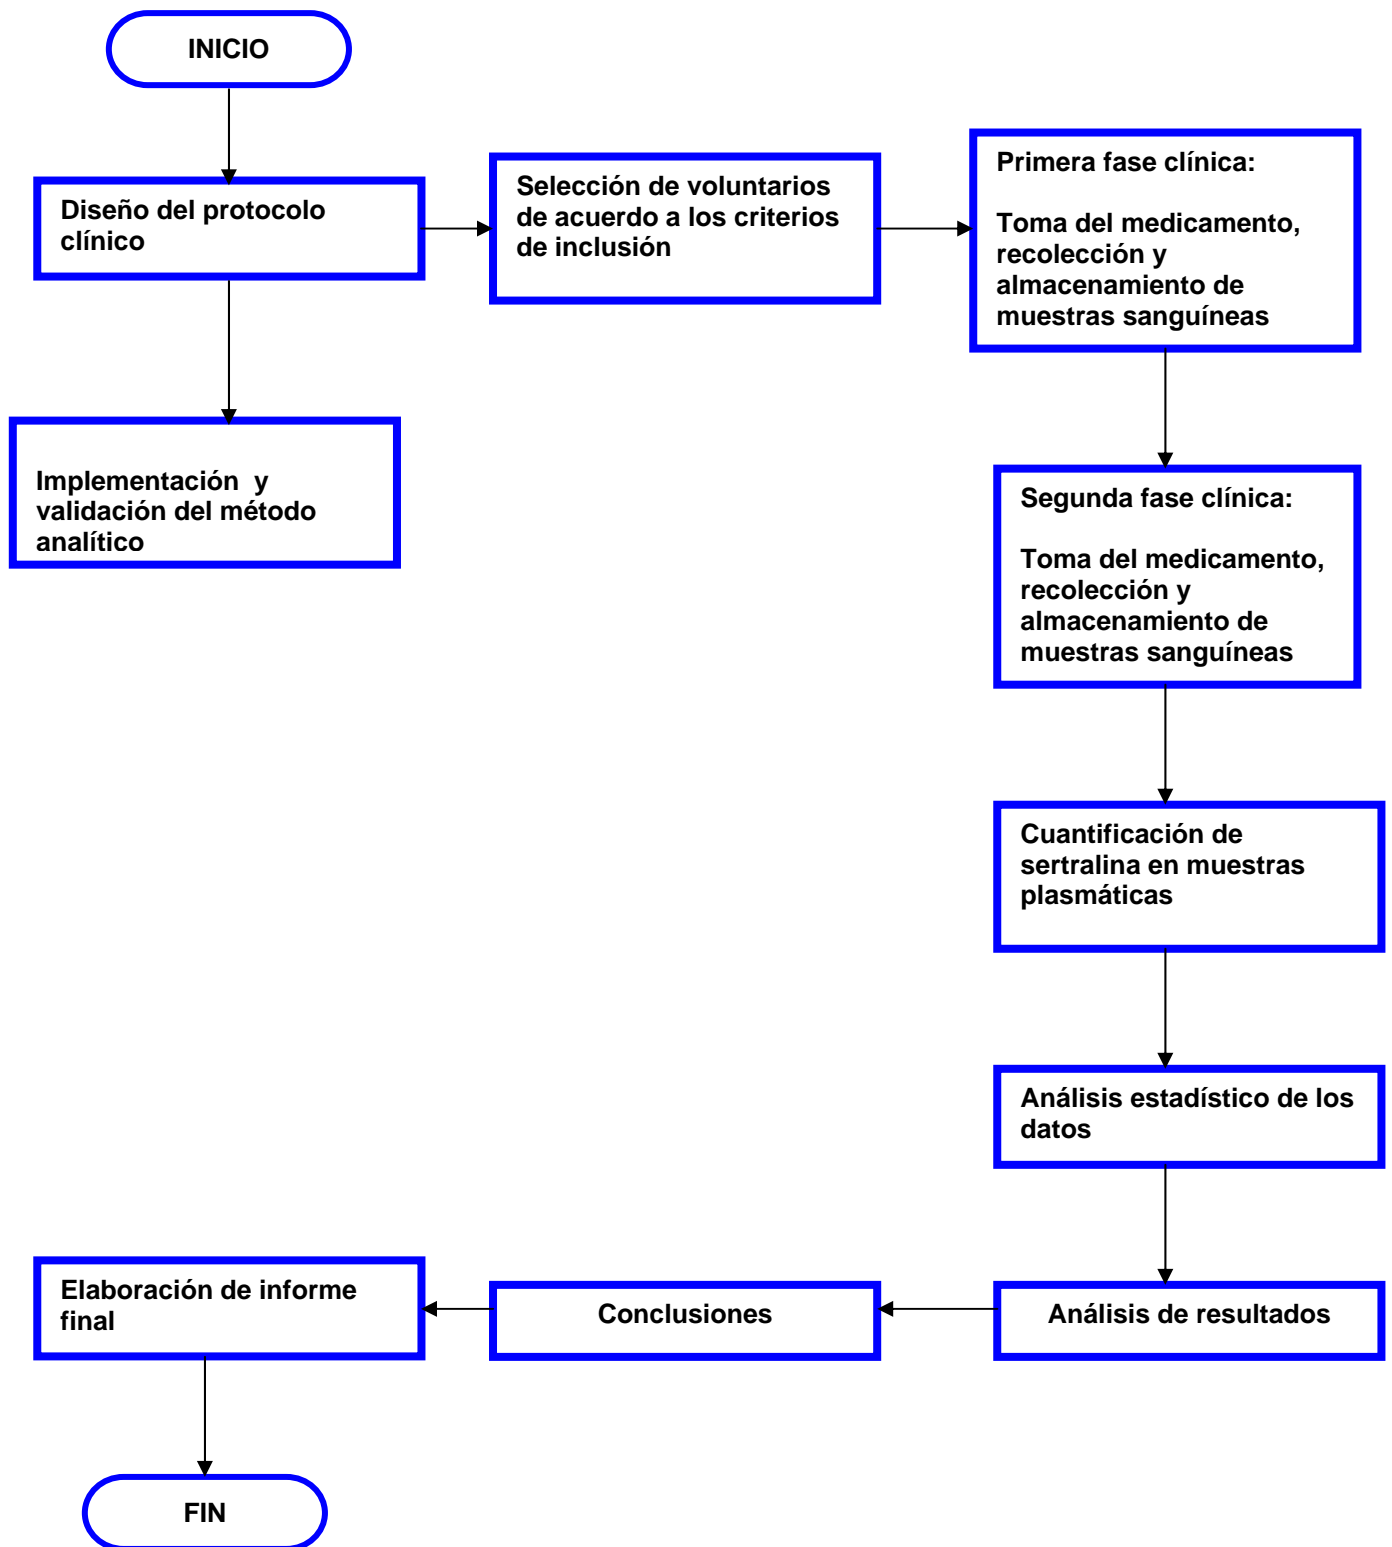 INICIO
Diseño del protocolo
clínico
Selección de voluntarios
de acuerdo a los criterios
de inclusión
Primera fase clínica:
Toma del medicamento,
recolección y
almacenamiento de
muestras sanguíneas
Implementación y
validación del método
analítico
Segunda fase clínica:
Toma del medicamento,
recolección y
almacenamiento de
muestras sanguíneas
Cuantificación de
sertralina en muestras
plasmáticas
Análisis estadístico de los
datos
Análisis de resultados
Conclusiones
Elaboración de informe
final
FIN